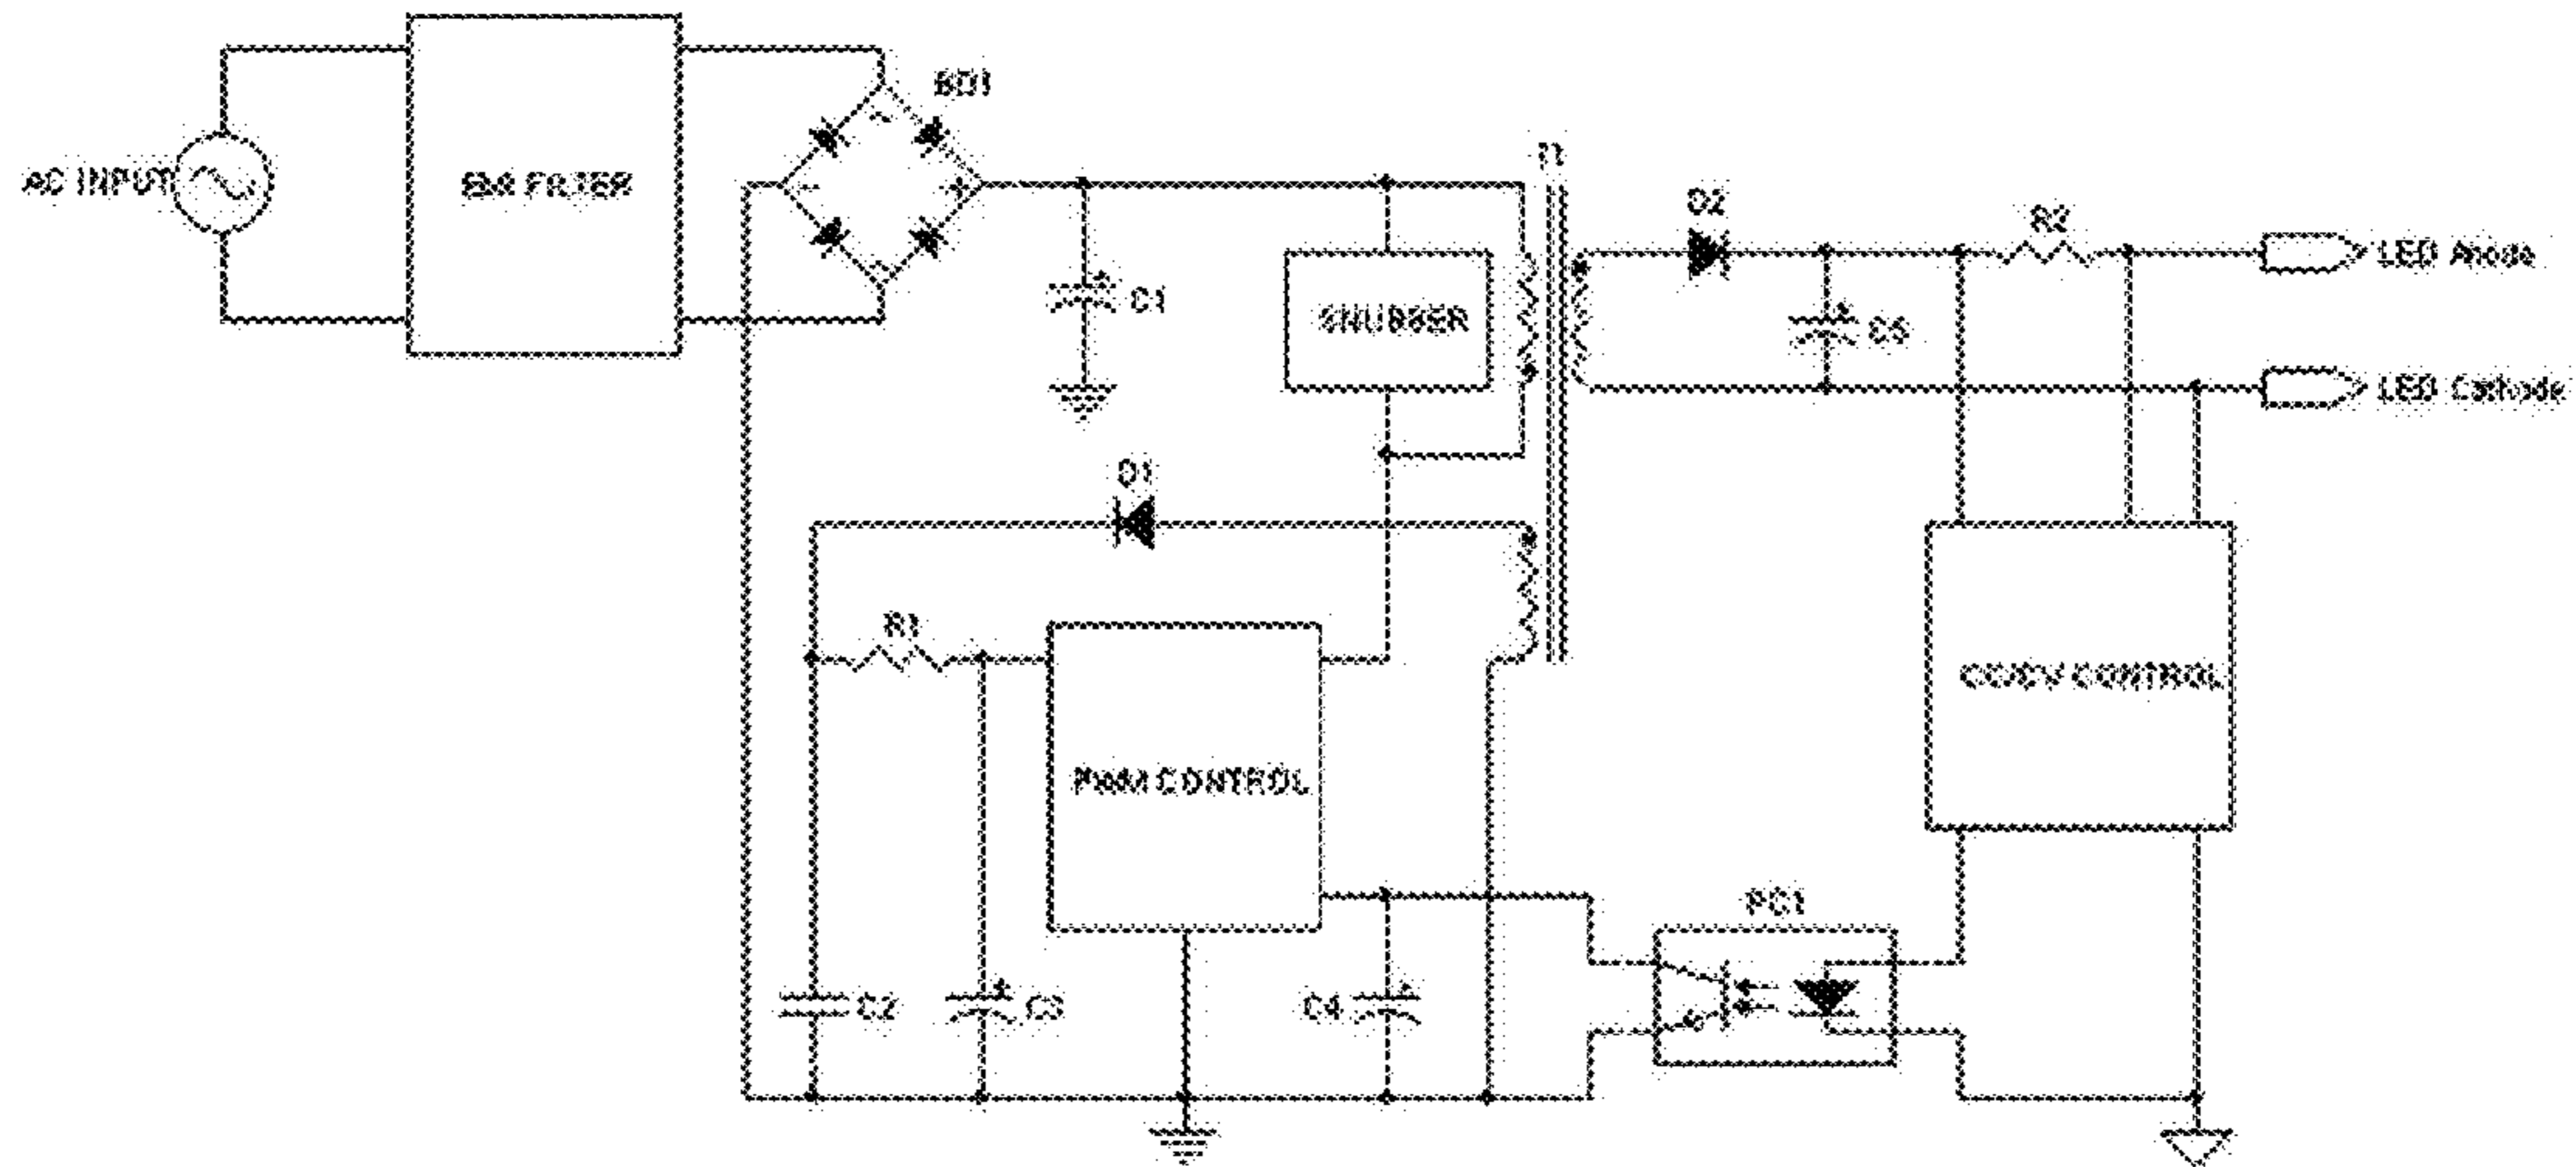 BD1
AC INPUT
EMI FILTER
T1
D2
R2
LED Anode
C1
SNUBBER
C5
LED Cathode
D1
R1
CC/CV CONTROL
PWM CONTROL
PC1
C2
C3
C4